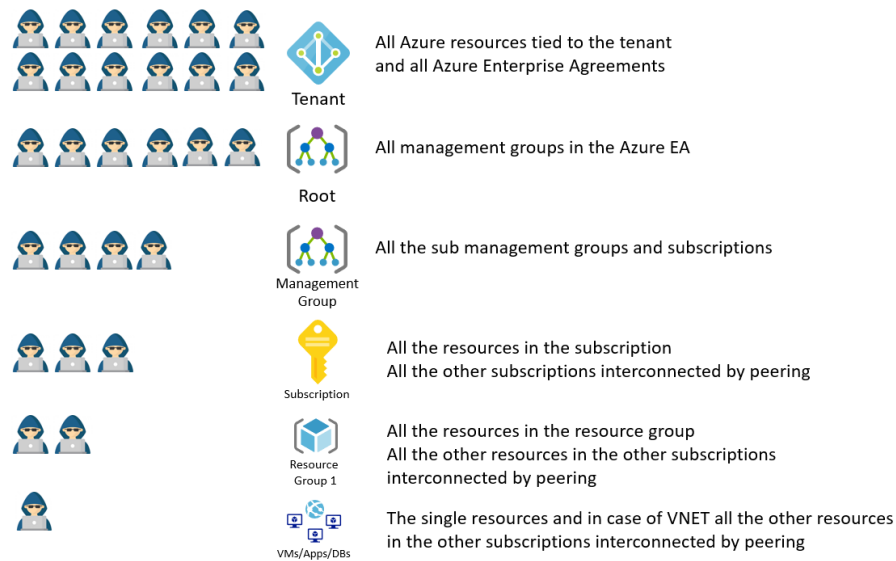 All Azure resources tied to the tenant
and all Azure Enterprise Agreements
Tenant
All management groups in the Azure EA
Root
All the sub management groups and subscriptions
Management
Group
All the resources in the subscription
All the other subscriptions interconnected by peering
Subscription
All the resources in the resource group
All the other resources in the other subscriptions
interconnected by peering
Resource
Group 1
The single resources and in case of VNET all the other resources
in the other subscriptions interconnected by peering
VMs/Apps/DBs